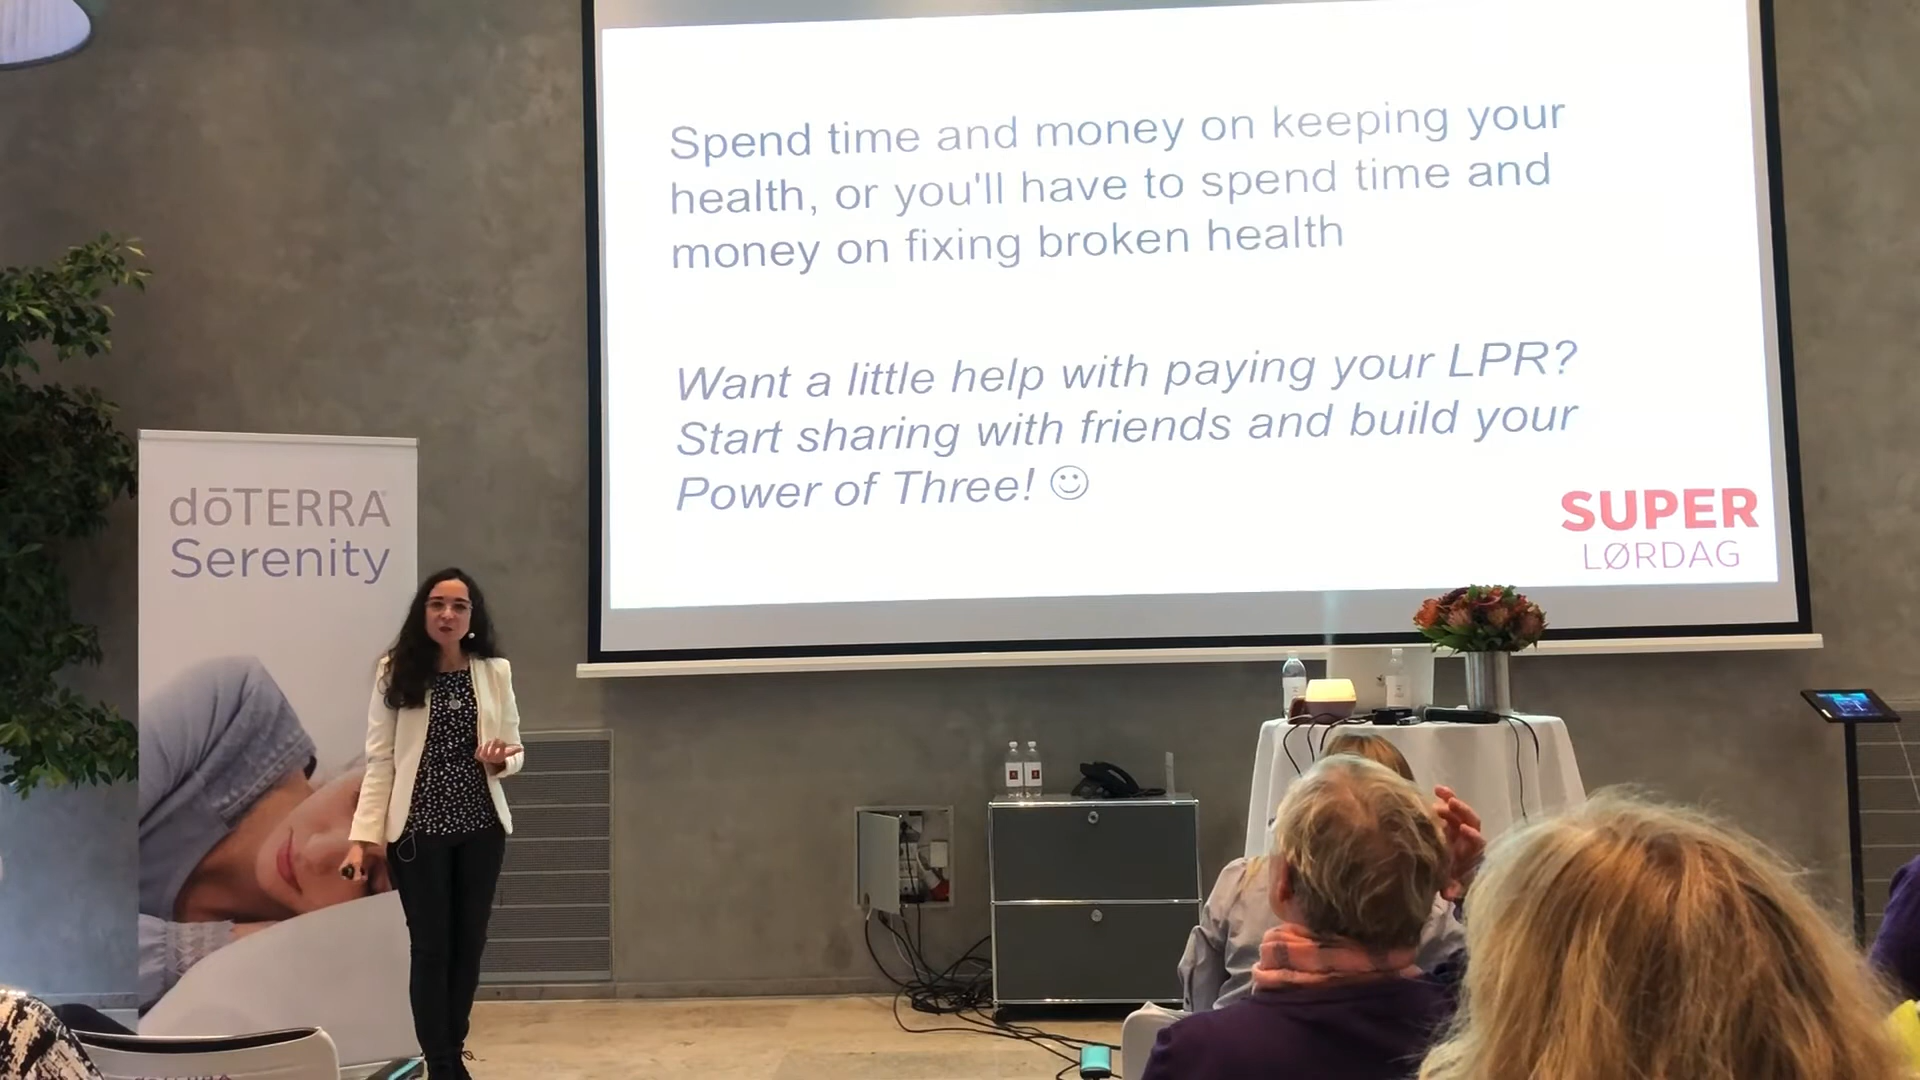 Spend time and money on keeping your
health, or you'll have to spend time and
money on fixing broken health
Want a little help with paying your LPR?
Start sharing with friends and build your
Power of Three! ☺
SUPER
LØRDAG
dōTERRA
Serenity